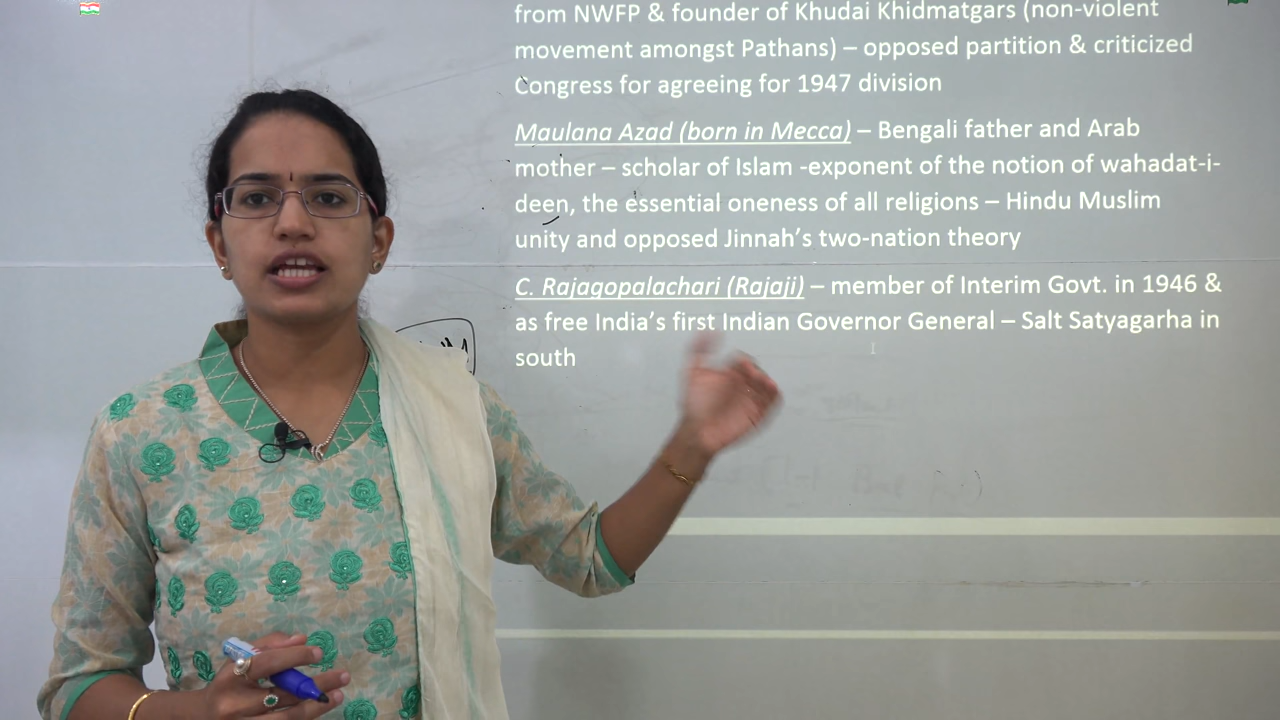 from NWFP & founder of Khudai Khidmatgars (non-violent
movement amongst Pathans) – opposed partition & criticized
Congress for agreeing for 1947 division
Maulana Azad (born in Mecca) – Bengali father and Arab
mother – scholar of Islam -exponent of the notion of wahadat-i-
deen, the essential oneness of all religions – Hindu Muslim
unity and opposed Jinnah's two-nation theory
C. Rajagopalachari (Rajaji) – member of Interim Govt. in 1946 &
as free India's first Indian Governor General – Salt Satyagarha in
south